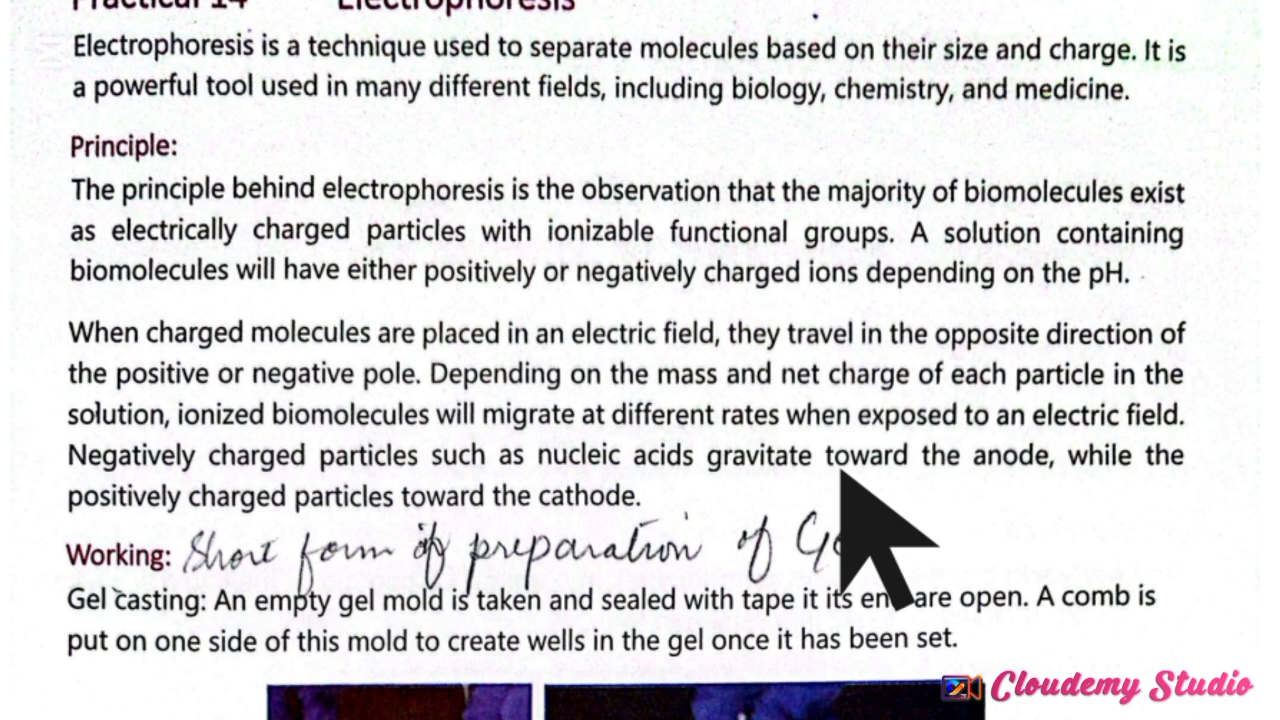 Practical 14 Electrophoresis
Electrophoresis is a technique used to separate molecules based on their size and charge. It is
a powerful tool used in many different fields, including biology, chemistry, and medicine.
Principle:
The principle behind electrophoresis is the observation that the majority of biomolecules exist
as electrically charged particles with ionizable functional groups. A solution containing
biomolecules will have either positively or negatively charged ions depending on the pH.
When charged molecules are placed in an electric field, they travel in the opposite direction of
the positive or negative pole. Depending on the mass and net charge of each particle in the
solution, ionized biomolecules will migrate at different rates when exposed to an electric field.
Negatively charged particles such as nucleic acids gravitate toward the anode, while the
positively charged particles toward the cathode.
Working: Short form of preparation of
Gel casting: An empty gel mold is taken and sealed with tape it its are open. A comb is
put on one side of this mold to create wells in the gel once it has been set.
Cloudemy Studio